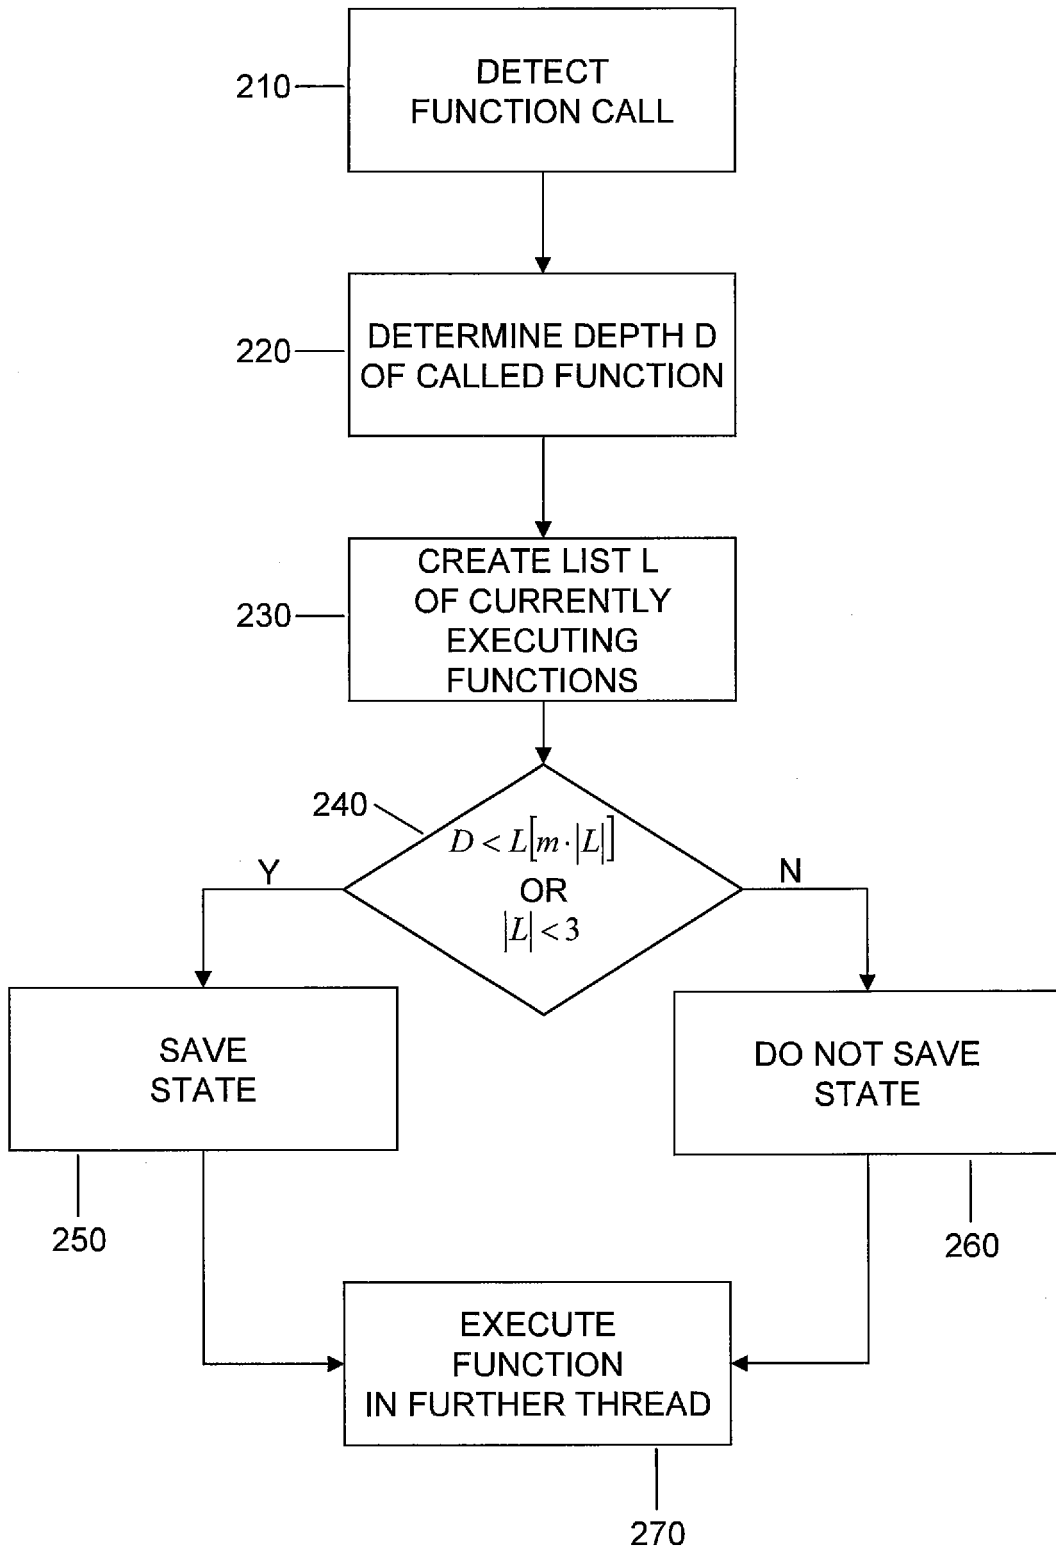 210
DETECT
FUNCTION CALL
220
DETERMINE DEPTH D
OF CALLED FUNCTION
230
CREATE LIST L
OF CURRENTLY
EXECUTING
FUNCTIONS
240
D < L[m·|L|]
OR
|L| < 3
Y
N
SAVE
STATE
DO NOT SAVE
STATE
250
260
EXECUTE
FUNCTION
IN FURTHER THREAD
270